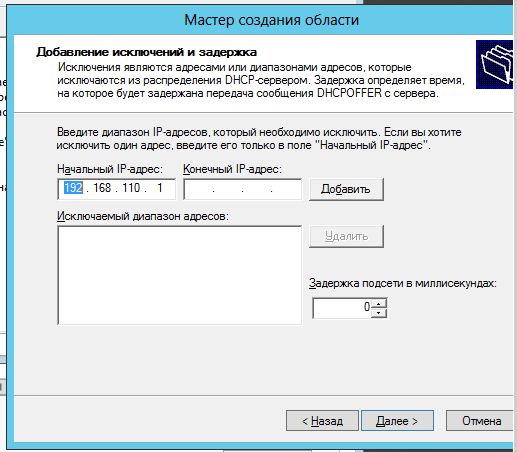 Мастер создания области
Добавление исключений и задержка
Исключения являются адресами или диапазонами адресов, которые
исключаются из распределения DHCP-сервером. Задержка определяет время,
на которое будет задержана передача сообщения DHCPOFFER с сервера.
Введите диапазон IP-адресов, который необходимо исключить. Если вы хотите
исключить один адрес, введите его только в поле "Начальный IP-адрес".
Начальный IP-адрес:
Конечный IP-адрес:
192 . 168 . 110 . 1
. . .
Добавить
Исключаемый диапазон адресов:
Удалить
Задержка подсети в миллисекундах:
0
< Назад
Далее >
Отмена